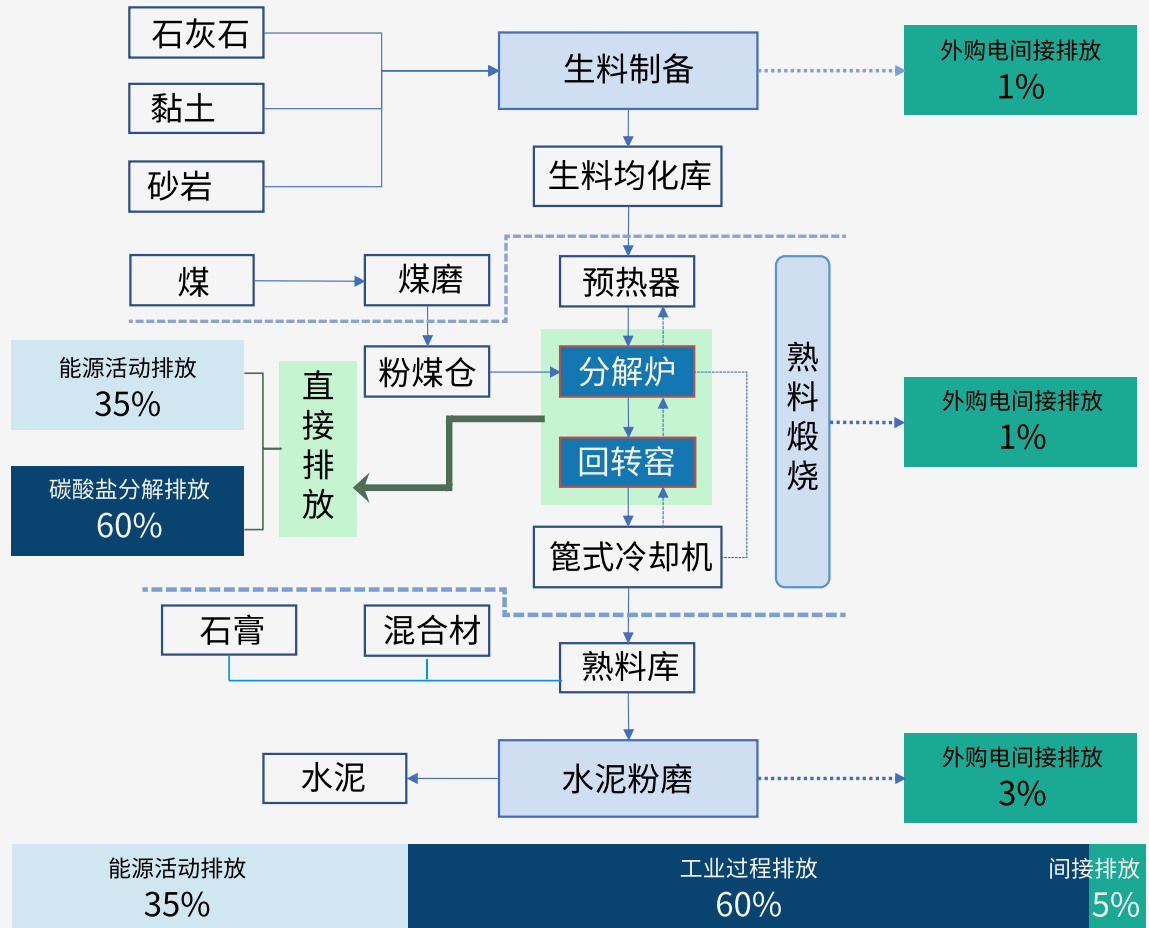 石灰石
生料制备
外购电间接排放
1%
黏土
砂岩
生料均化库
煤
煤磨
预热器
粉煤仓
分解炉
回转窑
篦式冷却机
熟料煅烧
外购电间接排放
1%
能源活动排放
35%
碳酸盐分解排放
60%
直接排放
石膏
混合材
熟料库
水泥
水泥粉磨
外购电间接排放
3%
能源活动排放
35%
工业过程排放
60%
间接排放
5%